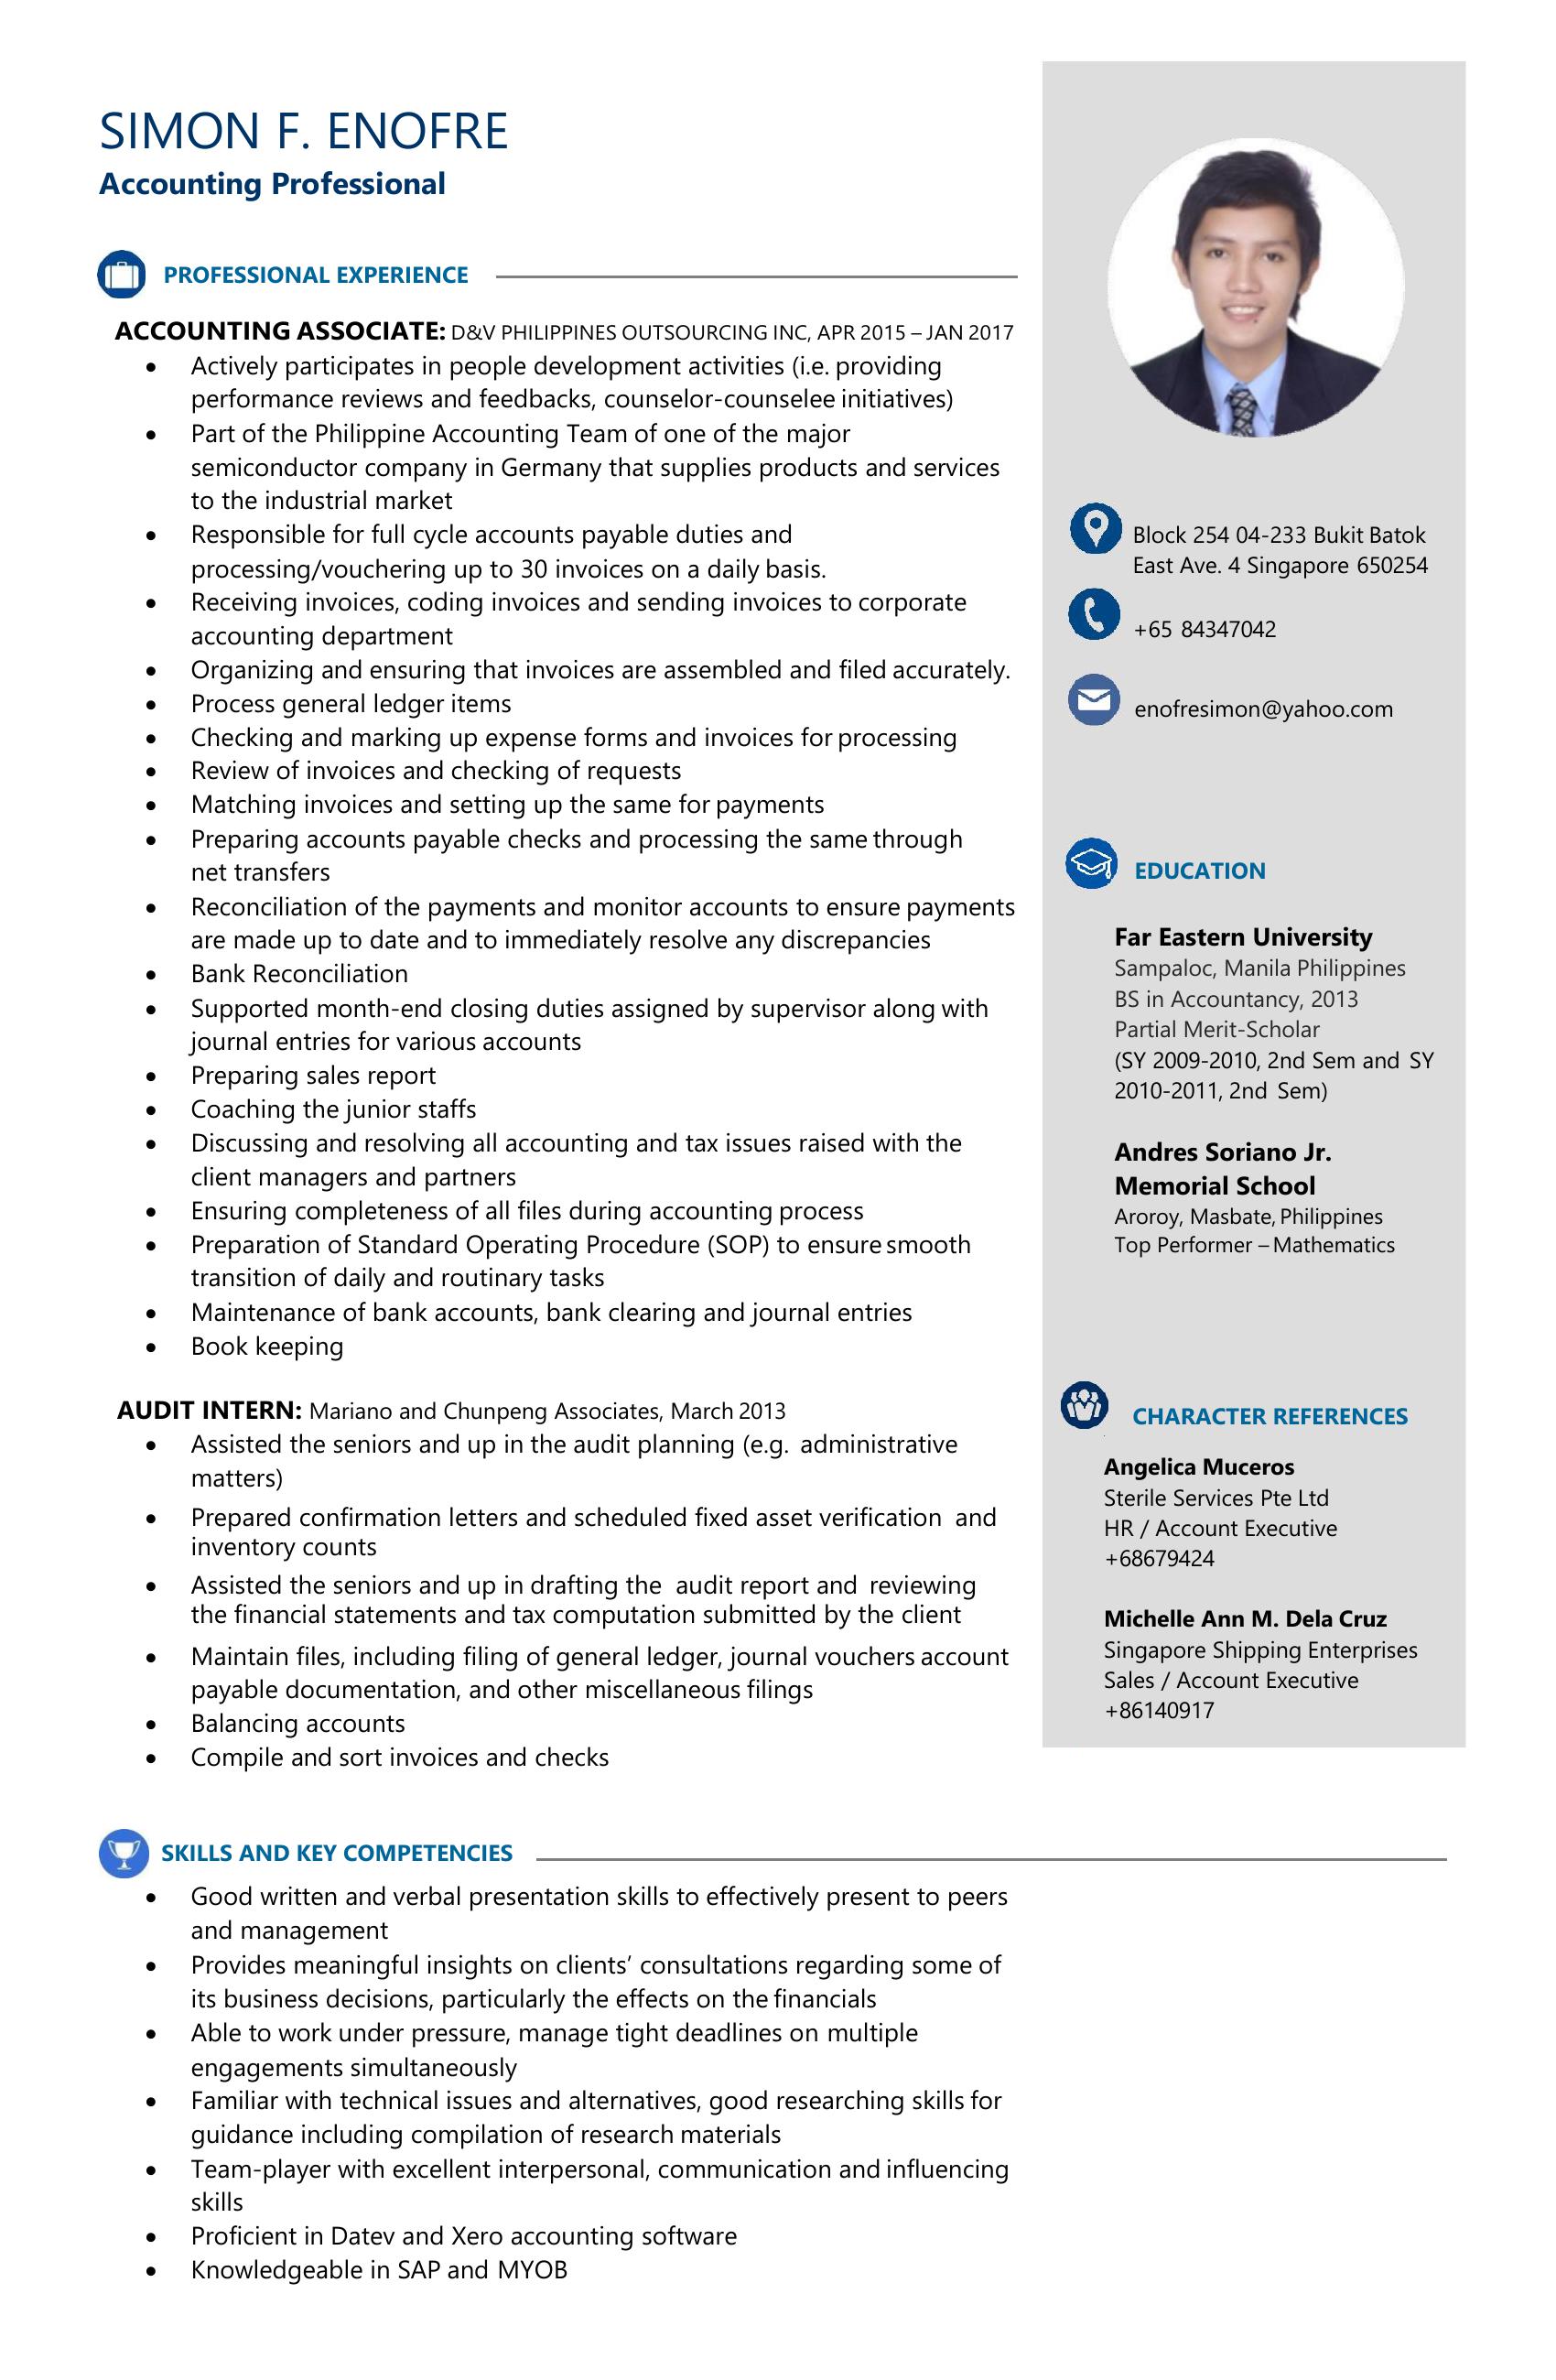 SIMON F. ENOFRE
Accounting Professional
PROFESSIONAL EXPERIENCE
ACCOUNTING ASSOCIATE: D&V PHILIPPINES OUTSOURCING INC, APR 2015 – JAN 2017
• Actively participates in people development activities (i.e. providing
performance reviews and feedbacks, counselor-counselee initiatives)
• Part of the Philippine Accounting Team of one of the major
semiconductor company in Germany that supplies products and services
to the industrial market
• Responsible for full cycle accounts payable duties and
processing/vouchering up to 30 invoices on a daily basis.
• Receiving invoices, coding invoices and sending invoices to corporate
accounting department
• Organizing and ensuring that invoices are assembled and filed accurately.
• Process general ledger items
• Checking and marking up expense forms and invoices for processing
• Review of invoices and checking of requests
• Matching invoices and setting up the same for payments
• Preparing accounts payable checks and processing the same through
net transfers
• Reconciliation of the payments and monitor accounts to ensure payments
are made up to date and to immediately resolve any discrepancies
• Bank Reconciliation
• Supported month-end closing duties assigned by supervisor along with
journal entries for various accounts
• Preparing sales report
• Coaching the junior staffs
• Discussing and resolving all accounting and tax issues raised with the
client managers and partners
• Ensuring completeness of all files during accounting process
• Preparation of Standard Operating Procedure (SOP) to ensure smooth
transition of daily and routinary tasks
• Maintenance of bank accounts, bank clearing and journal entries
• Book keeping
AUDIT INTERN: Mariano and Chunpeng Associates, March 2013
• Assisted the seniors and up in the audit planning (e.g. administrative
matters)
• Prepared confirmation letters and scheduled fixed asset verification and
inventory counts
• Assisted the seniors and up in drafting the audit report and reviewing
the financial statements and tax computation submitted by the client
• Maintain files, including filing of general ledger, journal vouchers account
payable documentation, and other miscellaneous filings
• Balancing accounts
• Compile and sort invoices and checks
Block 254 04-233 Bukit Batok
East Ave. 4 Singapore 650254
+65 84347042
enofresimon@yahoo.com
EDUCATION
Far Eastern University
Sampaloc, Manila Philippines
BS in Accountancy, 2013
Partial Merit-Scholar
(SY 2009-2010, 2nd Sem and SY
2010-2011, 2nd Sem)
Andres Soriano Jr.
Memorial School
Aroroy, Masbate, Philippines
Top Performer – Mathematics
CHARACTER REFERENCES
Angelica Muceros
Sterile Services Pte Ltd
HR / Account Executive
+68679424
Michelle Ann M. Dela Cruz
Singapore Shipping Enterprises
Sales / Account Executive
+86140917
SKILLS AND KEY COMPETENCIES
• Good written and verbal presentation skills to effectively present to peers
and management
• Provides meaningful insights on clients’ consultations regarding some of
its business decisions, particularly the effects on the financials
• Able to work under pressure, manage tight deadlines on multiple
engagements simultaneously
• Familiar with technical issues and alternatives, good researching skills for
guidance including compilation of research materials
• Team-player with excellent interpersonal, communication and influencing
skills
• Proficient in Datev and Xero accounting software
• Knowledgeable in SAP and MYOB